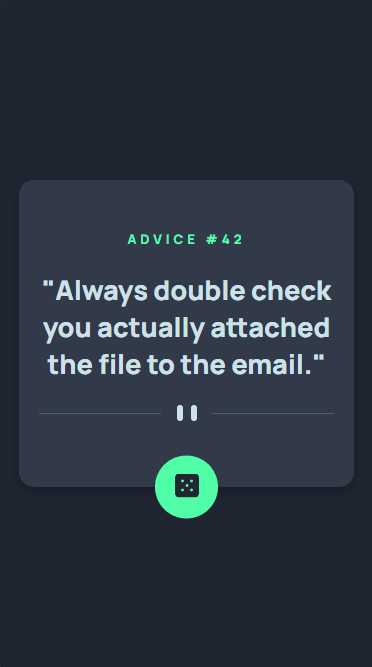 ADVICE #42
"Always double check
you actually attached
the file to the email."